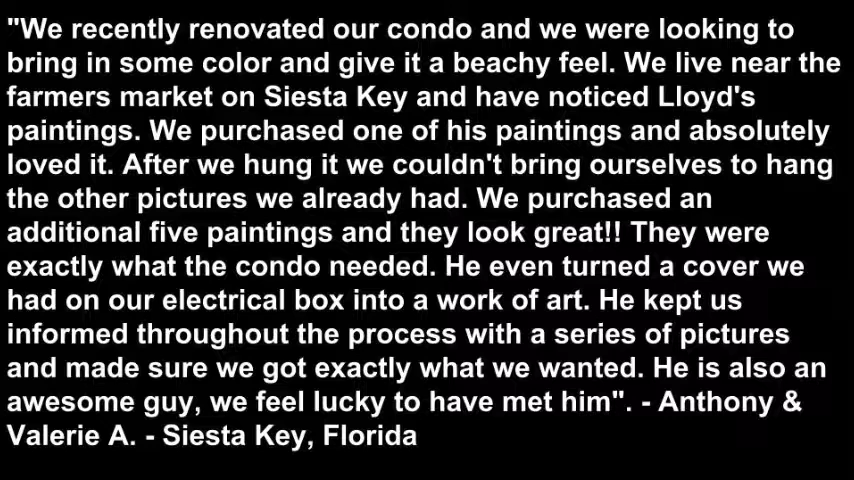 "We recently renovated our condo and we were looking to
bring in some color and give it a beachy feel. We live near the
farmers market on Siesta Key and have noticed Lloyd's
paintings. We purchased one of his paintings and absolutely
loved it. After we hung it we couldn't bring ourselves to hang
the other pictures we already had. We purchased an
additional five paintings and they look great!! They were
exactly what the condo needed. He even turned a cover we
had on our electrical box into a work of art. He kept us
informed throughout the process with a series of pictures
and made sure we got exactly what we wanted. He is also an
awesome guy, we feel lucky to have met him". - Anthony &
Valerie A. - Siesta Key, Florida